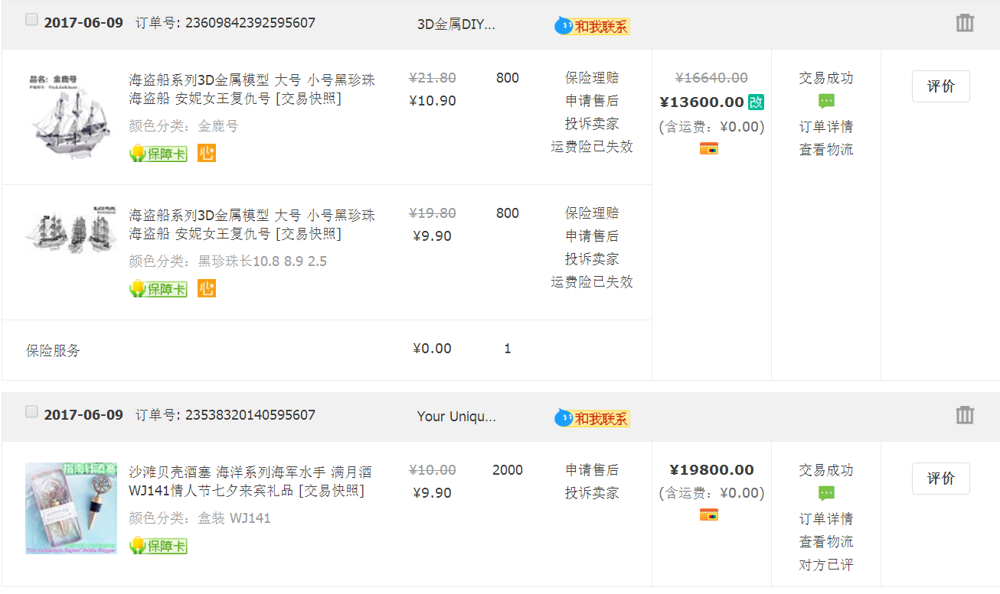 2017-06-09 订单号: 23609842392595607 3D金属DIY... 和我联系
品名：金鹿号
海盗船系列3D金属模型 大号 小号黑珍珠 ¥21.80 800 保险理赔 ¥16640.00 交易成功 评价
海盗船 安妮女王复仇号 [交易快照] ¥10.90 申请售后 ¥13600.00 改
颜色分类：金鹿号 投诉卖家 (含运费：¥0.00) 订单详情
保障卡 心 运费险已失效 查看物流
海盗船系列3D金属模型 大号 小号黑珍珠 ¥19.80 800 保险理赔
海盗船 安妮女王复仇号 [交易快照] ¥9.90 申请售后
颜色分类：黑珍珠长10.8 8.9 2.5 投诉卖家
保障卡 心 运费险已失效
保险服务 ¥0.00 1
2017-06-09 订单号: 23538320140595607 Your Uniqu... 和我联系
指南针酒塞
沙滩贝壳酒塞 海洋系列海军水手 满月酒 ¥10.00 2000 申请售后 ¥19800.00 交易成功 评价
WJ141情人节七夕来宾礼品 [交易快照] ¥9.90 投诉卖家 (含运费：¥0.00)
颜色分类：盒装 WJ141 订单详情
保障卡 查看物流
对方已评